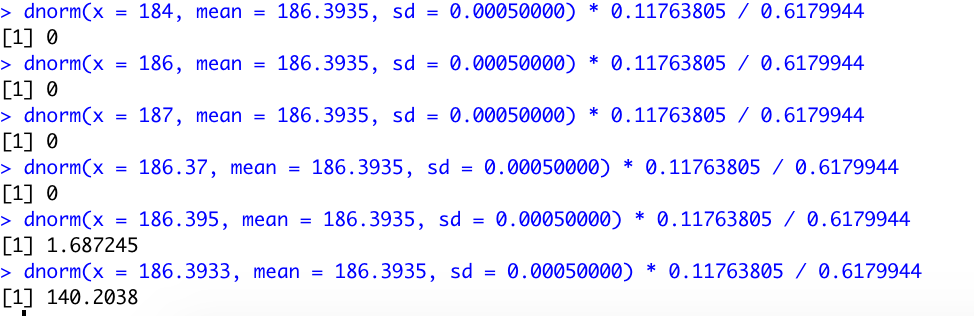 > dnorm(x = 184, mean = 186.3935, sd = 0.00050000) * 0.11763805 / 0.6179944
[1] 0
> dnorm(x = 186, mean = 186.3935, sd = 0.00050000) * 0.11763805 / 0.6179944
[1] 0
> dnorm(x = 187, mean = 186.3935, sd = 0.00050000) * 0.11763805 / 0.6179944
[1] 0
> dnorm(x = 186.37, mean = 186.3935, sd = 0.00050000) * 0.11763805 / 0.6179944
[1] 0
> dnorm(x = 186.395, mean = 186.3935, sd = 0.00050000) * 0.11763805 / 0.6179944
[1] 1.687245
> dnorm(x = 186.3933, mean = 186.3935, sd = 0.00050000) * 0.11763805 / 0.6179944
[1] 140.2038